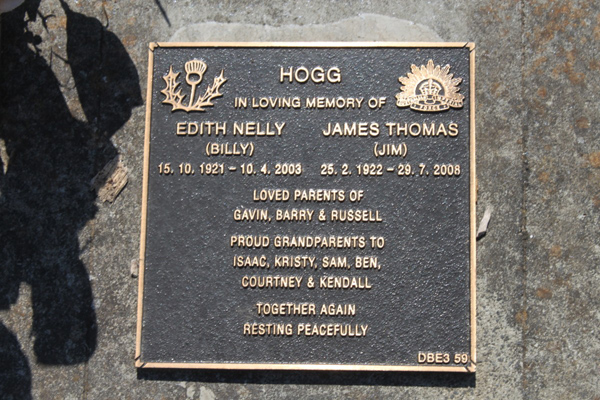 HOGG
IN LOVING MEMORY OF
EDITH NELLY JAMES THOMAS
(BILLY) (JIM)
15. 10. 1921 – 10. 4. 2003 25. 2. 1922 – 29. 7. 2008
LOVED PARENTS OF
GAVIN, BARRY & RUSSELL
PROUD GRANDPARENTS TO
ISAAC, KRISTY, SAM, BEN,
COURTNEY & KENDALL
TOGETHER AGAIN
RESTING PEACEFULLY
DBE3 59